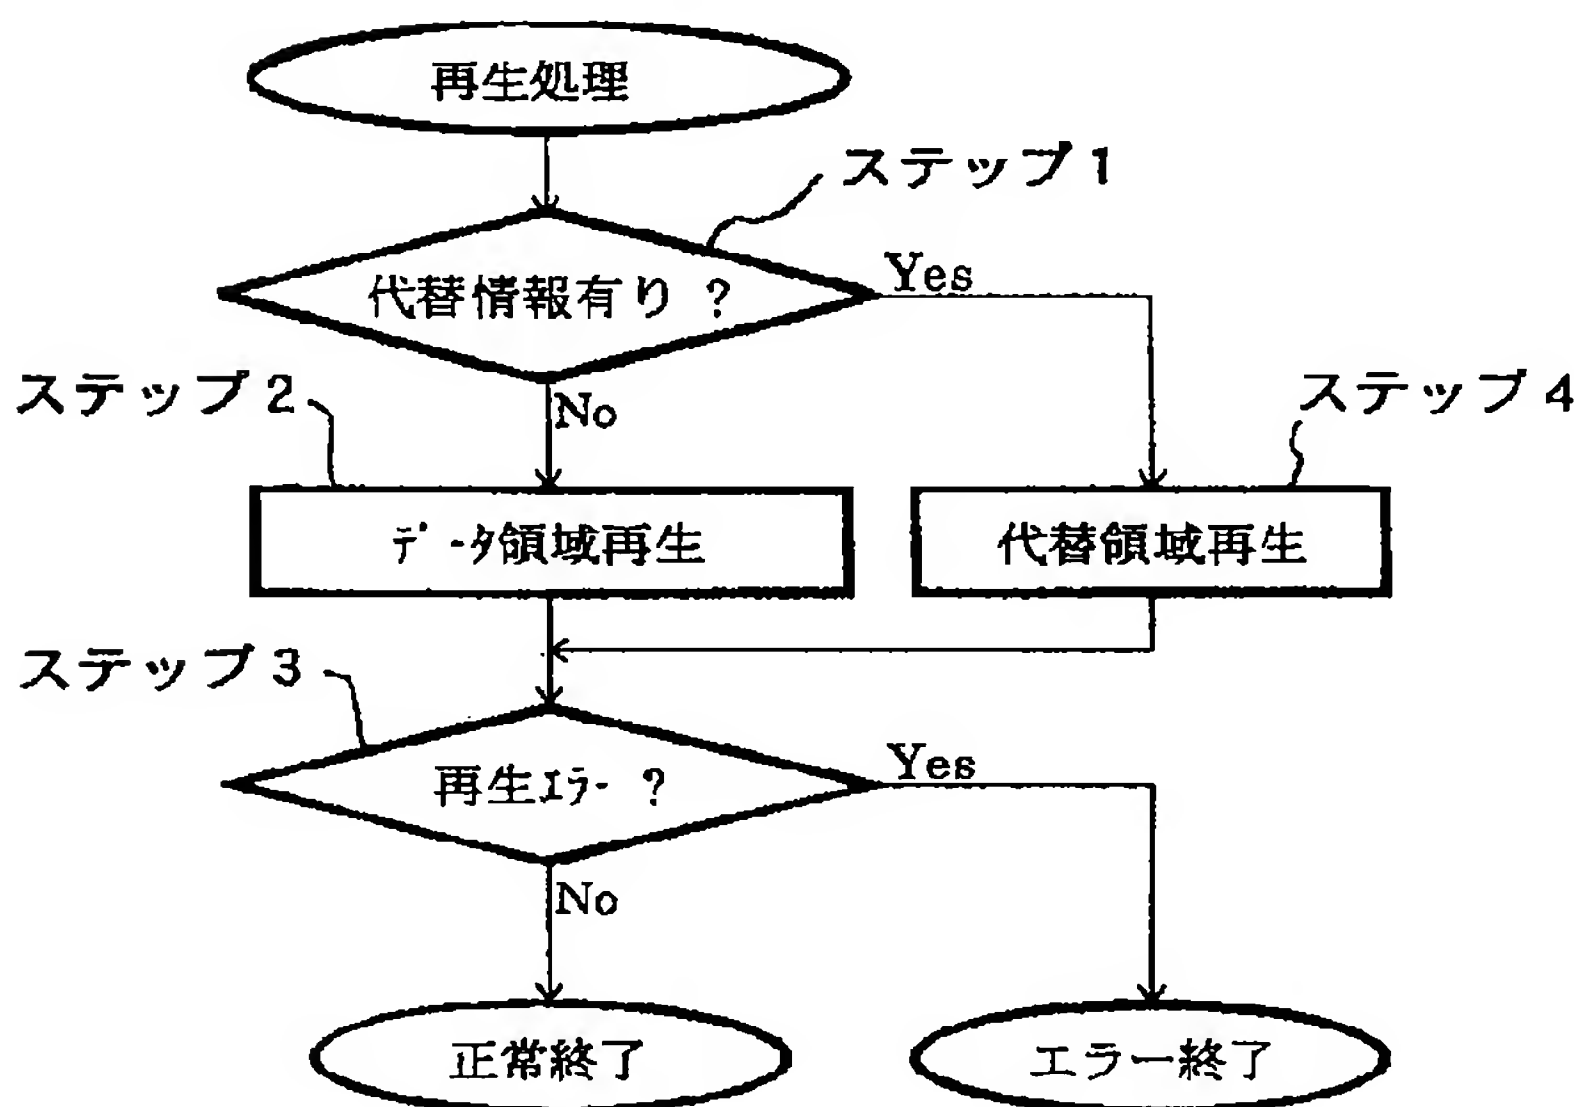 再生処理
ステップ1
代替情報有り ?
Yes
ステップ2
No
ステップ4
ﾃﾞｰﾀ領域再生
代替領域再生
ステップ3
再生ｴﾗｰ ?
Yes
No
正常終了
エラー終了